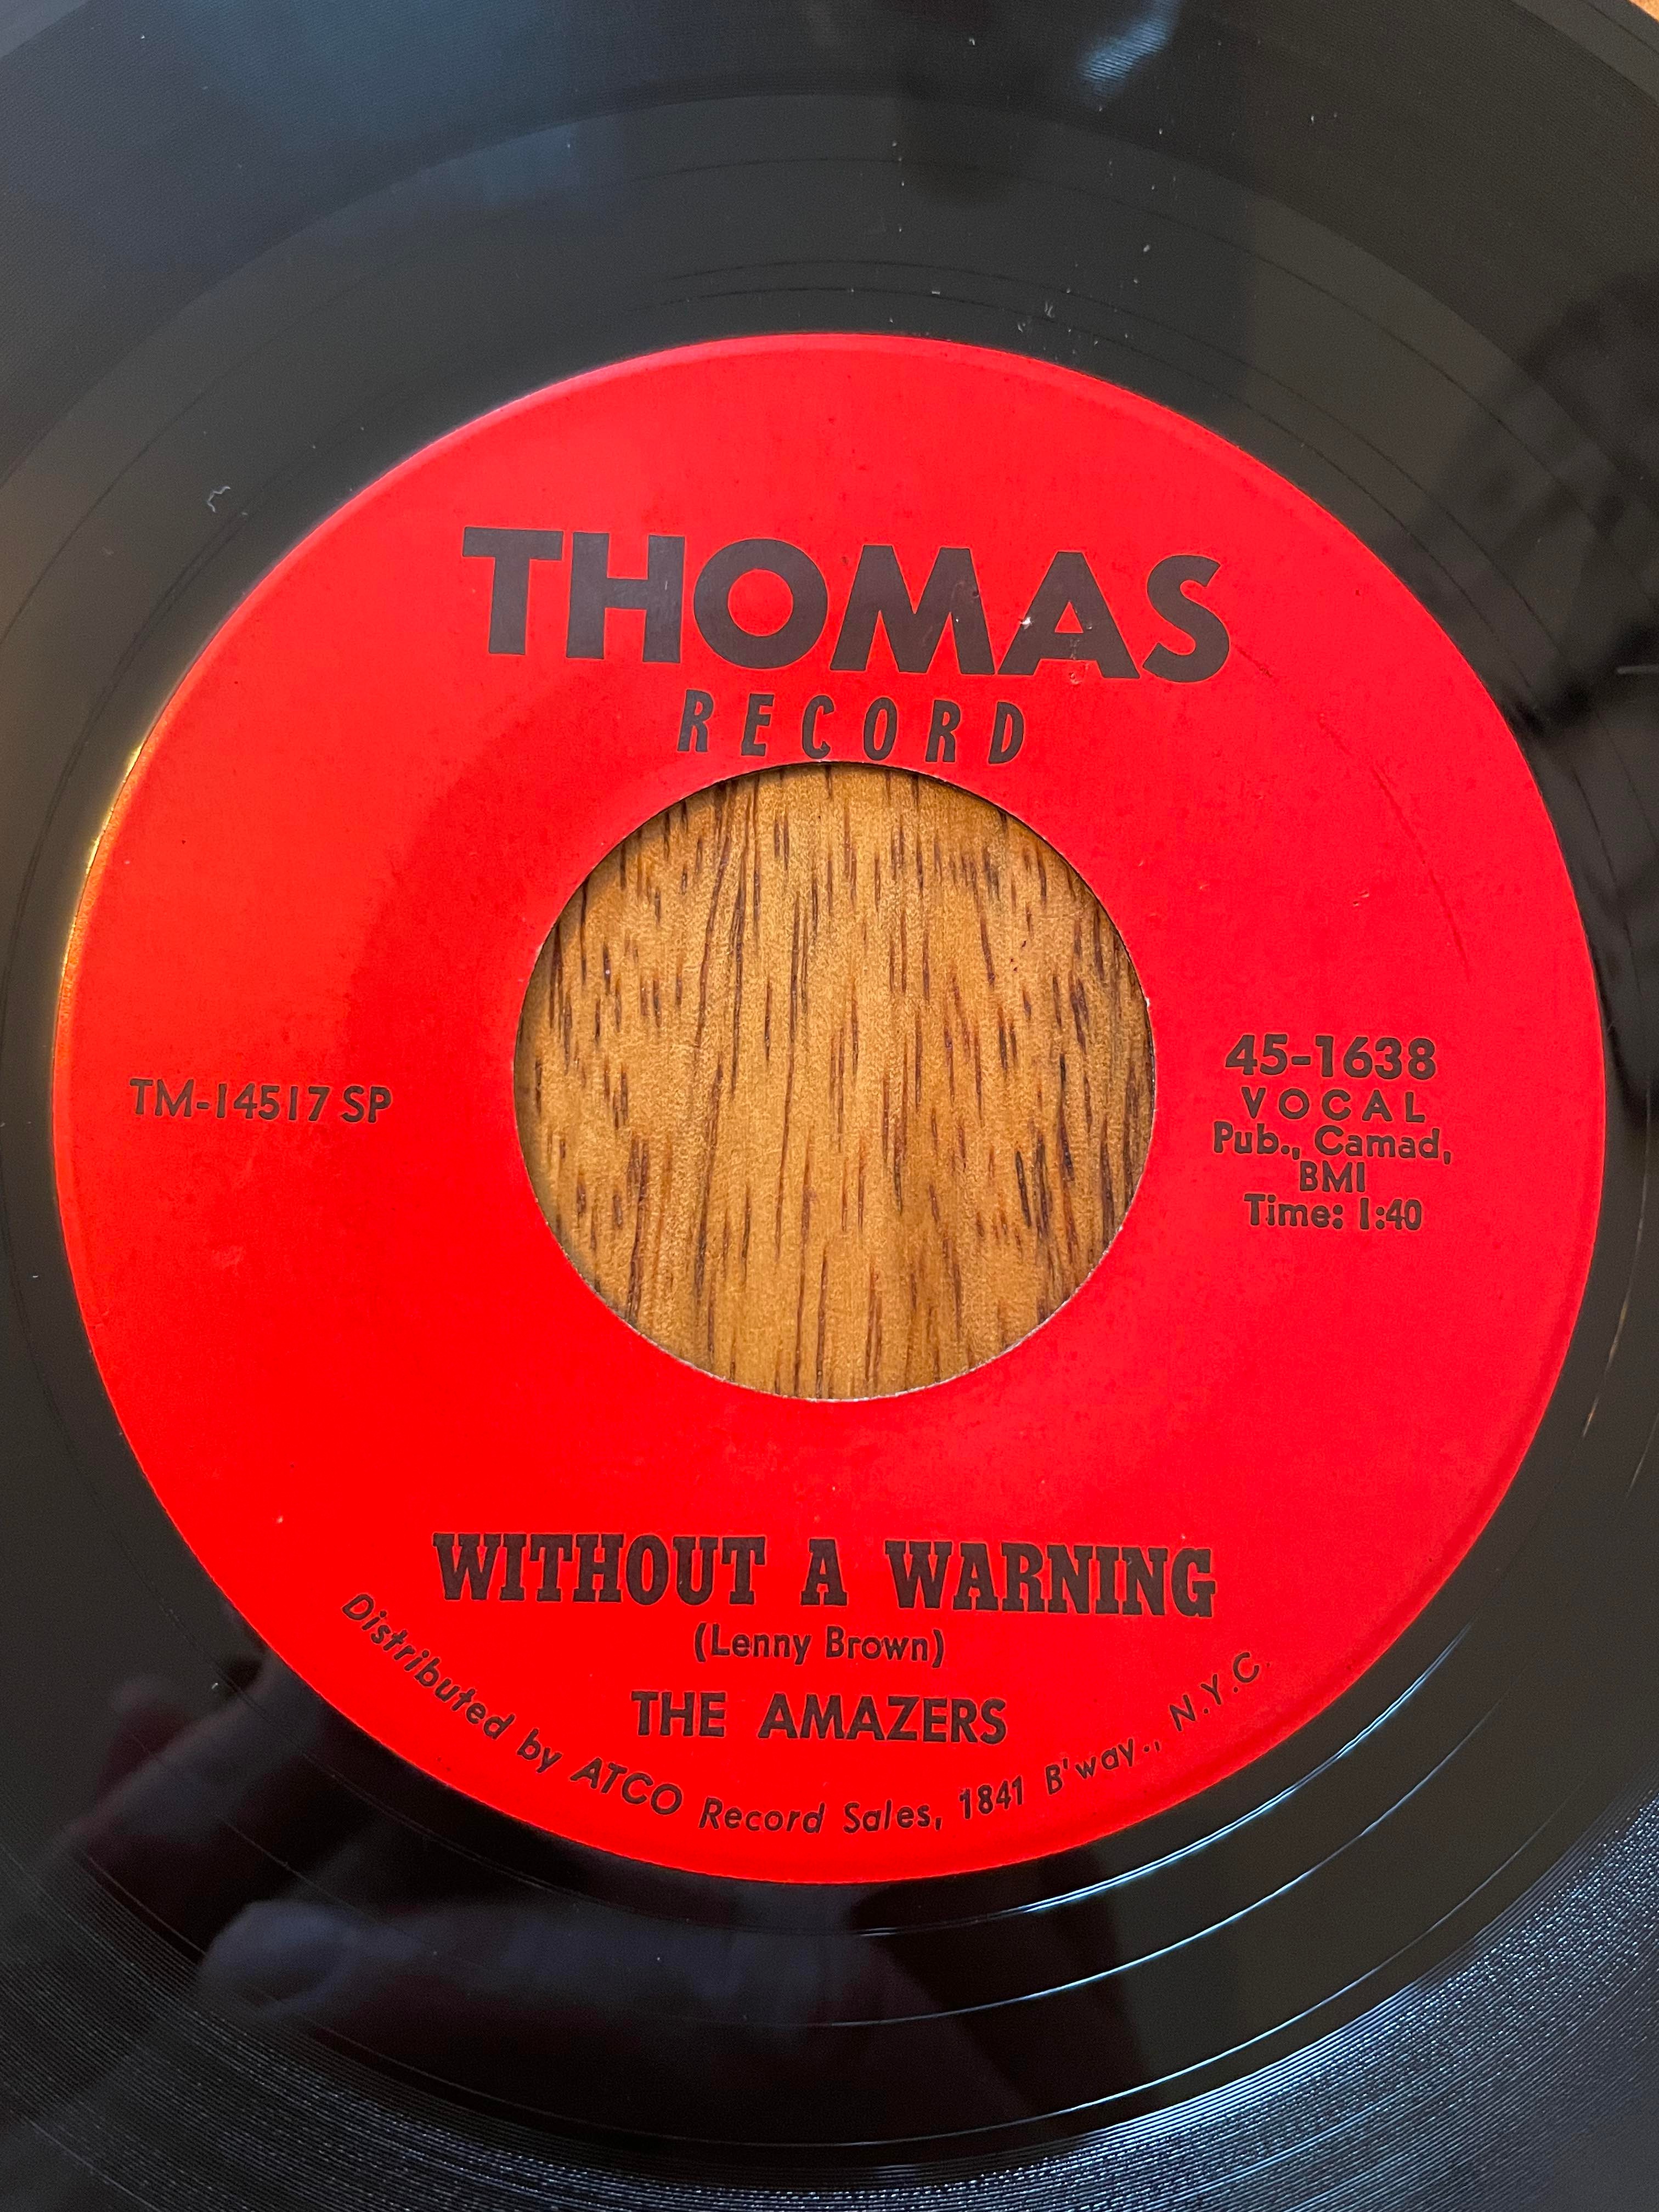 THOMAS
RECORD
TM-14517 SP
45-1638
VOCAL
Pub., Camad,
BMI
Time: 1:40
WITHOUT A WARNING
(Lenny Brown)
THE AMAZERS
Distributed by ATCO Record Sales, 1841 B'way., N.Y.C.